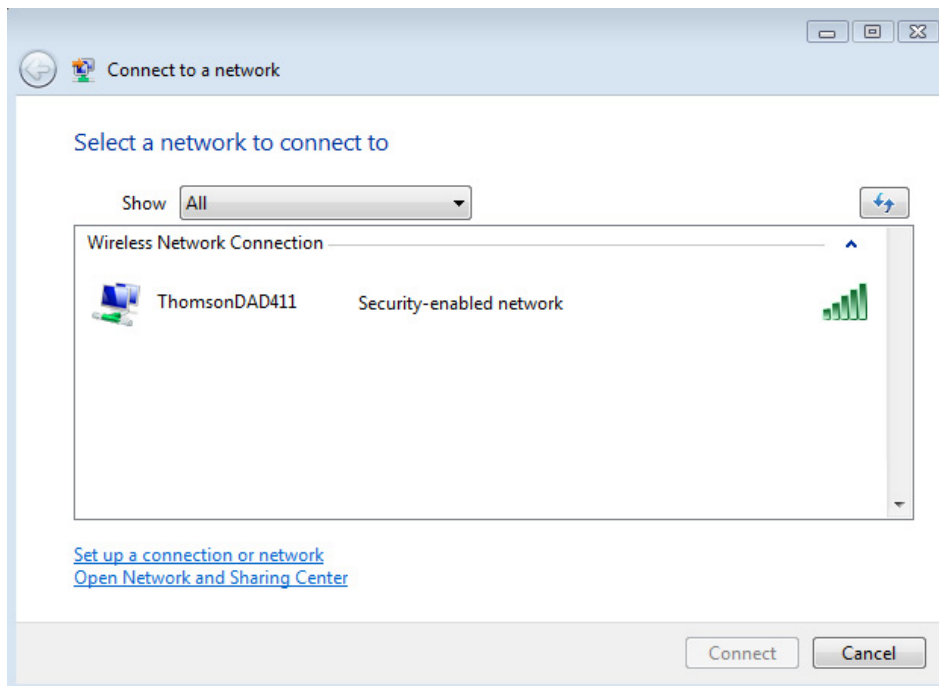 Connect to a network
Select a network to connect to
Show All
Wireless Network Connection
ThomsonDAD411 Security-enabled network
Set up a connection or network
Open Network and Sharing Center
Connect Cancel